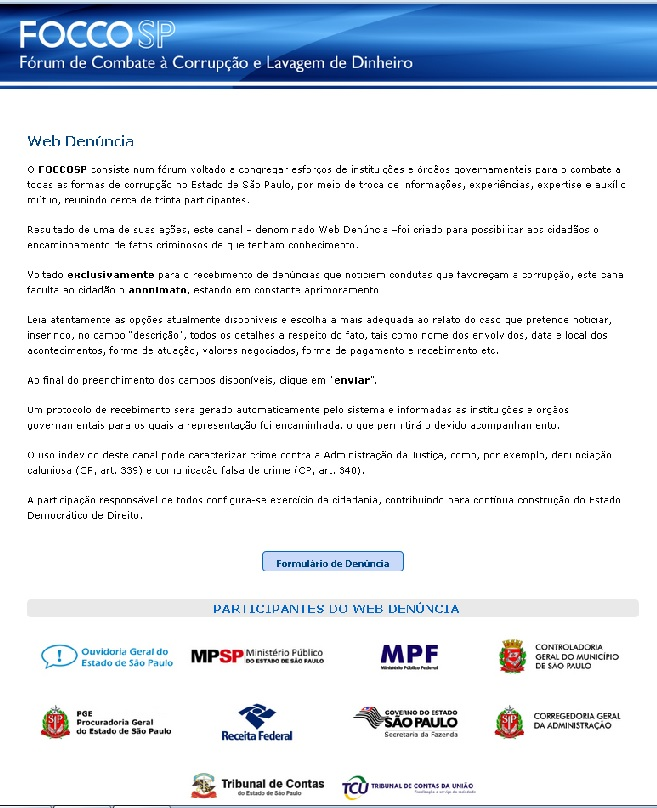 FOCCOSP
Fórum de Combate à Corrupção e Lavagem de Dinheiro
Web Denúncia
O FOCCOSP consiste num fórum voltado a congregar esforços de instituições e órgãos governamentais para o combate a
todas as formas de corrupção no Estado de São Paulo, por meio de troca de informações, experiências, expertise e auxílio
mútuo, reunindo cerca de trinta participantes.
Resultado de uma de suas ações, este canal – denominado Web Denúncia –foi criado para possibilitar aos cidadãos o
encaminhamento de fatos criminosos de que tenham conhecimento.
Voltado exclusivamente para o recebimento de denúncias que noticiem condutas que favoreçam a corrupção, este canal
faculta ao cidadão o anonimato, estando em constante aprimoramento
Leia atentamente as opções atualmente disponíveis e escolha a mais adequada ao relato do caso que pretende noticiar,
inserindo, no campo "descrição", todos os detalhes a respeito do fato, tais como nome dos envolvidos, data e local dos
acontecimentos, forma de atuação, valores negociados, forma de pagamento e recebimento etc.
Ao final do preenchimento dos campos disponíveis, clique em "enviar".
Um protocolo de recebimento será gerado automaticamente pelo sistema e informadas as instituições e órgãos
governamentais para os quais a representação foi encaminhada, o que permitirá o devido acompanhamento.
O uso indevido deste canal pode caracterizar crime contra a Administração da Justiça, como, por exemplo, denunciação
caluniosa (CP, art. 339) e comunicação falsa de crime (CP, art. 340).
A participação responsável de todos configura-se exercício da cidadania, contribuindo para contínua construção do Estado
Democrático de Direito.
Formulário de Denúncia
PARTICIPANTES DO WEB DENÚNCIA
Ouvidoria Geral do
Estado de São Paulo
MPSP Ministério Público
DO ESTADO DE SÃO PAULO
MPF
Ministério Público Federal
CONTROLADORIA
GERAL DO MUNICÍPIO
DE SÃO PAULO
PGE
Procuradoria Geral
do Estado de São Paulo
Receita Federal
GOVERNO DO ESTADO
SÃO PAULO
Secretaria da Fazenda
CORREGEDORIA GERAL
DA ADMINISTRAÇÃO
Tribunal de Contas
do Estado de São Paulo
TCU TRIBUNAL DE CONTAS DA UNIÃO